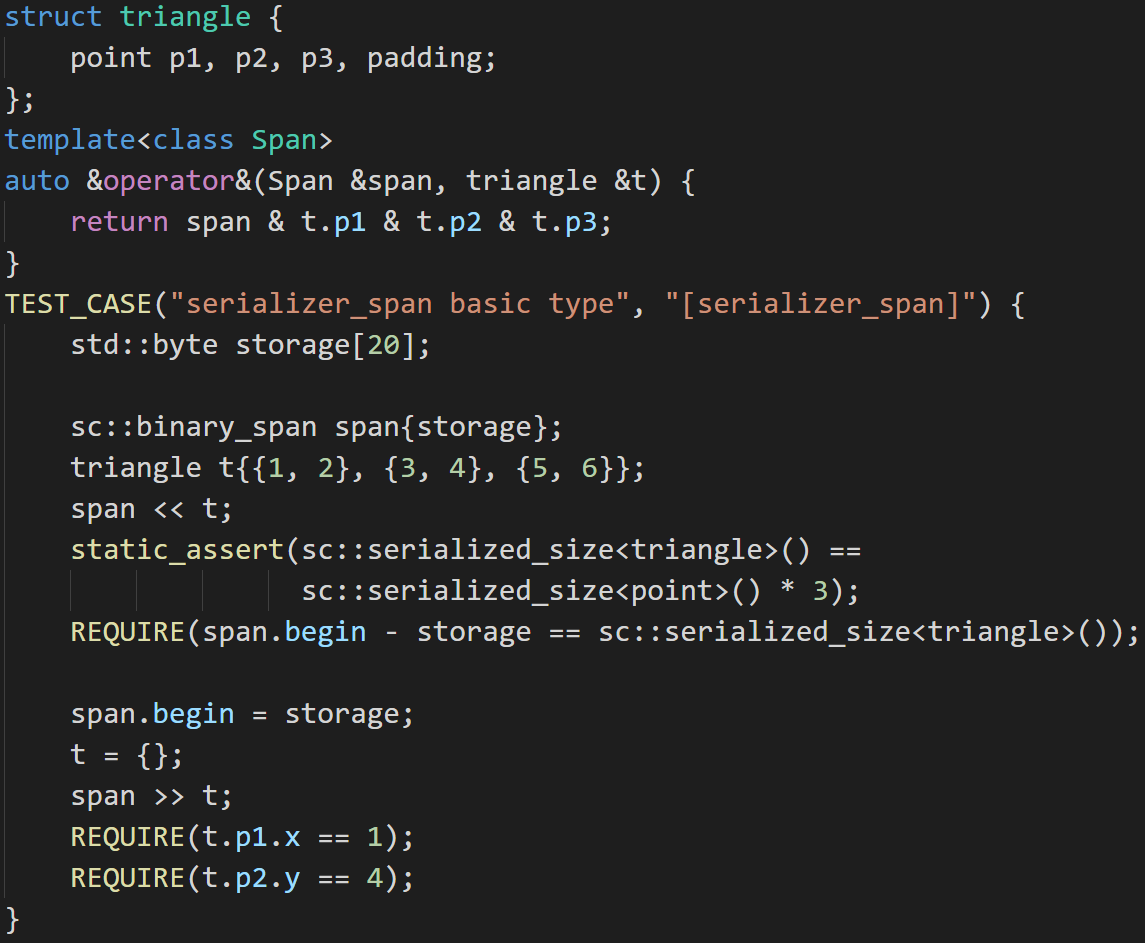 struct triangle {
    point p1, p2, p3, padding;
};
template<class Span>
auto &operator&(Span &span, triangle &t) {
    return span & t.p1 & t.p2 & t.p3;
}
TEST_CASE("serializer_span basic type", "[serializer_span]") {
    std::byte storage[20];

    sc::binary_span span{storage};
    triangle t{{1, 2}, {3, 4}, {5, 6}};
    span << t;
    static_assert(sc::serialized_size<triangle>() ==
                  sc::serialized_size<point>() * 3);
    REQUIRE(span.begin - storage == sc::serialized_size<triangle>());

    span.begin = storage;
    t = {};
    span >> t;
    REQUIRE(t.p1.x == 1);
    REQUIRE(t.p2.y == 4);
}